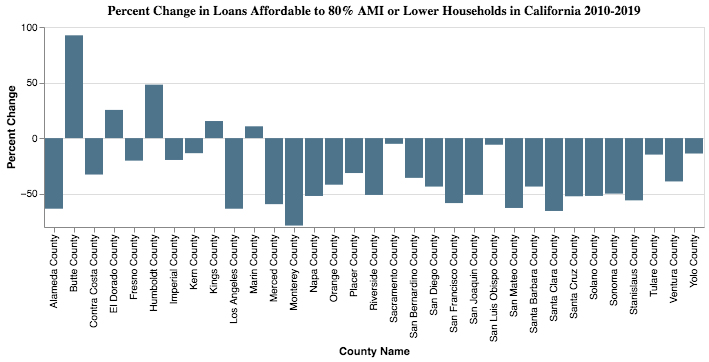 Percent Change in Loans Affordable to 80% AMI or Lower Households in California 2010-2019
Percent Change
100
50
0
−50
Alameda County
Butte County
Contra Costa County
El Dorado County
Fresno County
Humboldt County
Imperial County
Kern County
Kings County
Los Angeles County
Marin County
Merced County
Monterey County
Napa County
Orange County
Placer County
Riverside County
Sacramento County
San Bernardino County
San Diego County
San Francisco County
San Joaquin County
San Luis Obispo County
San Mateo County
Santa Barbara County
Santa Clara County
Santa Cruz County
Solano County
Sonoma County
Stanislaus County
Tulare County
Ventura County
Yolo County
County Name